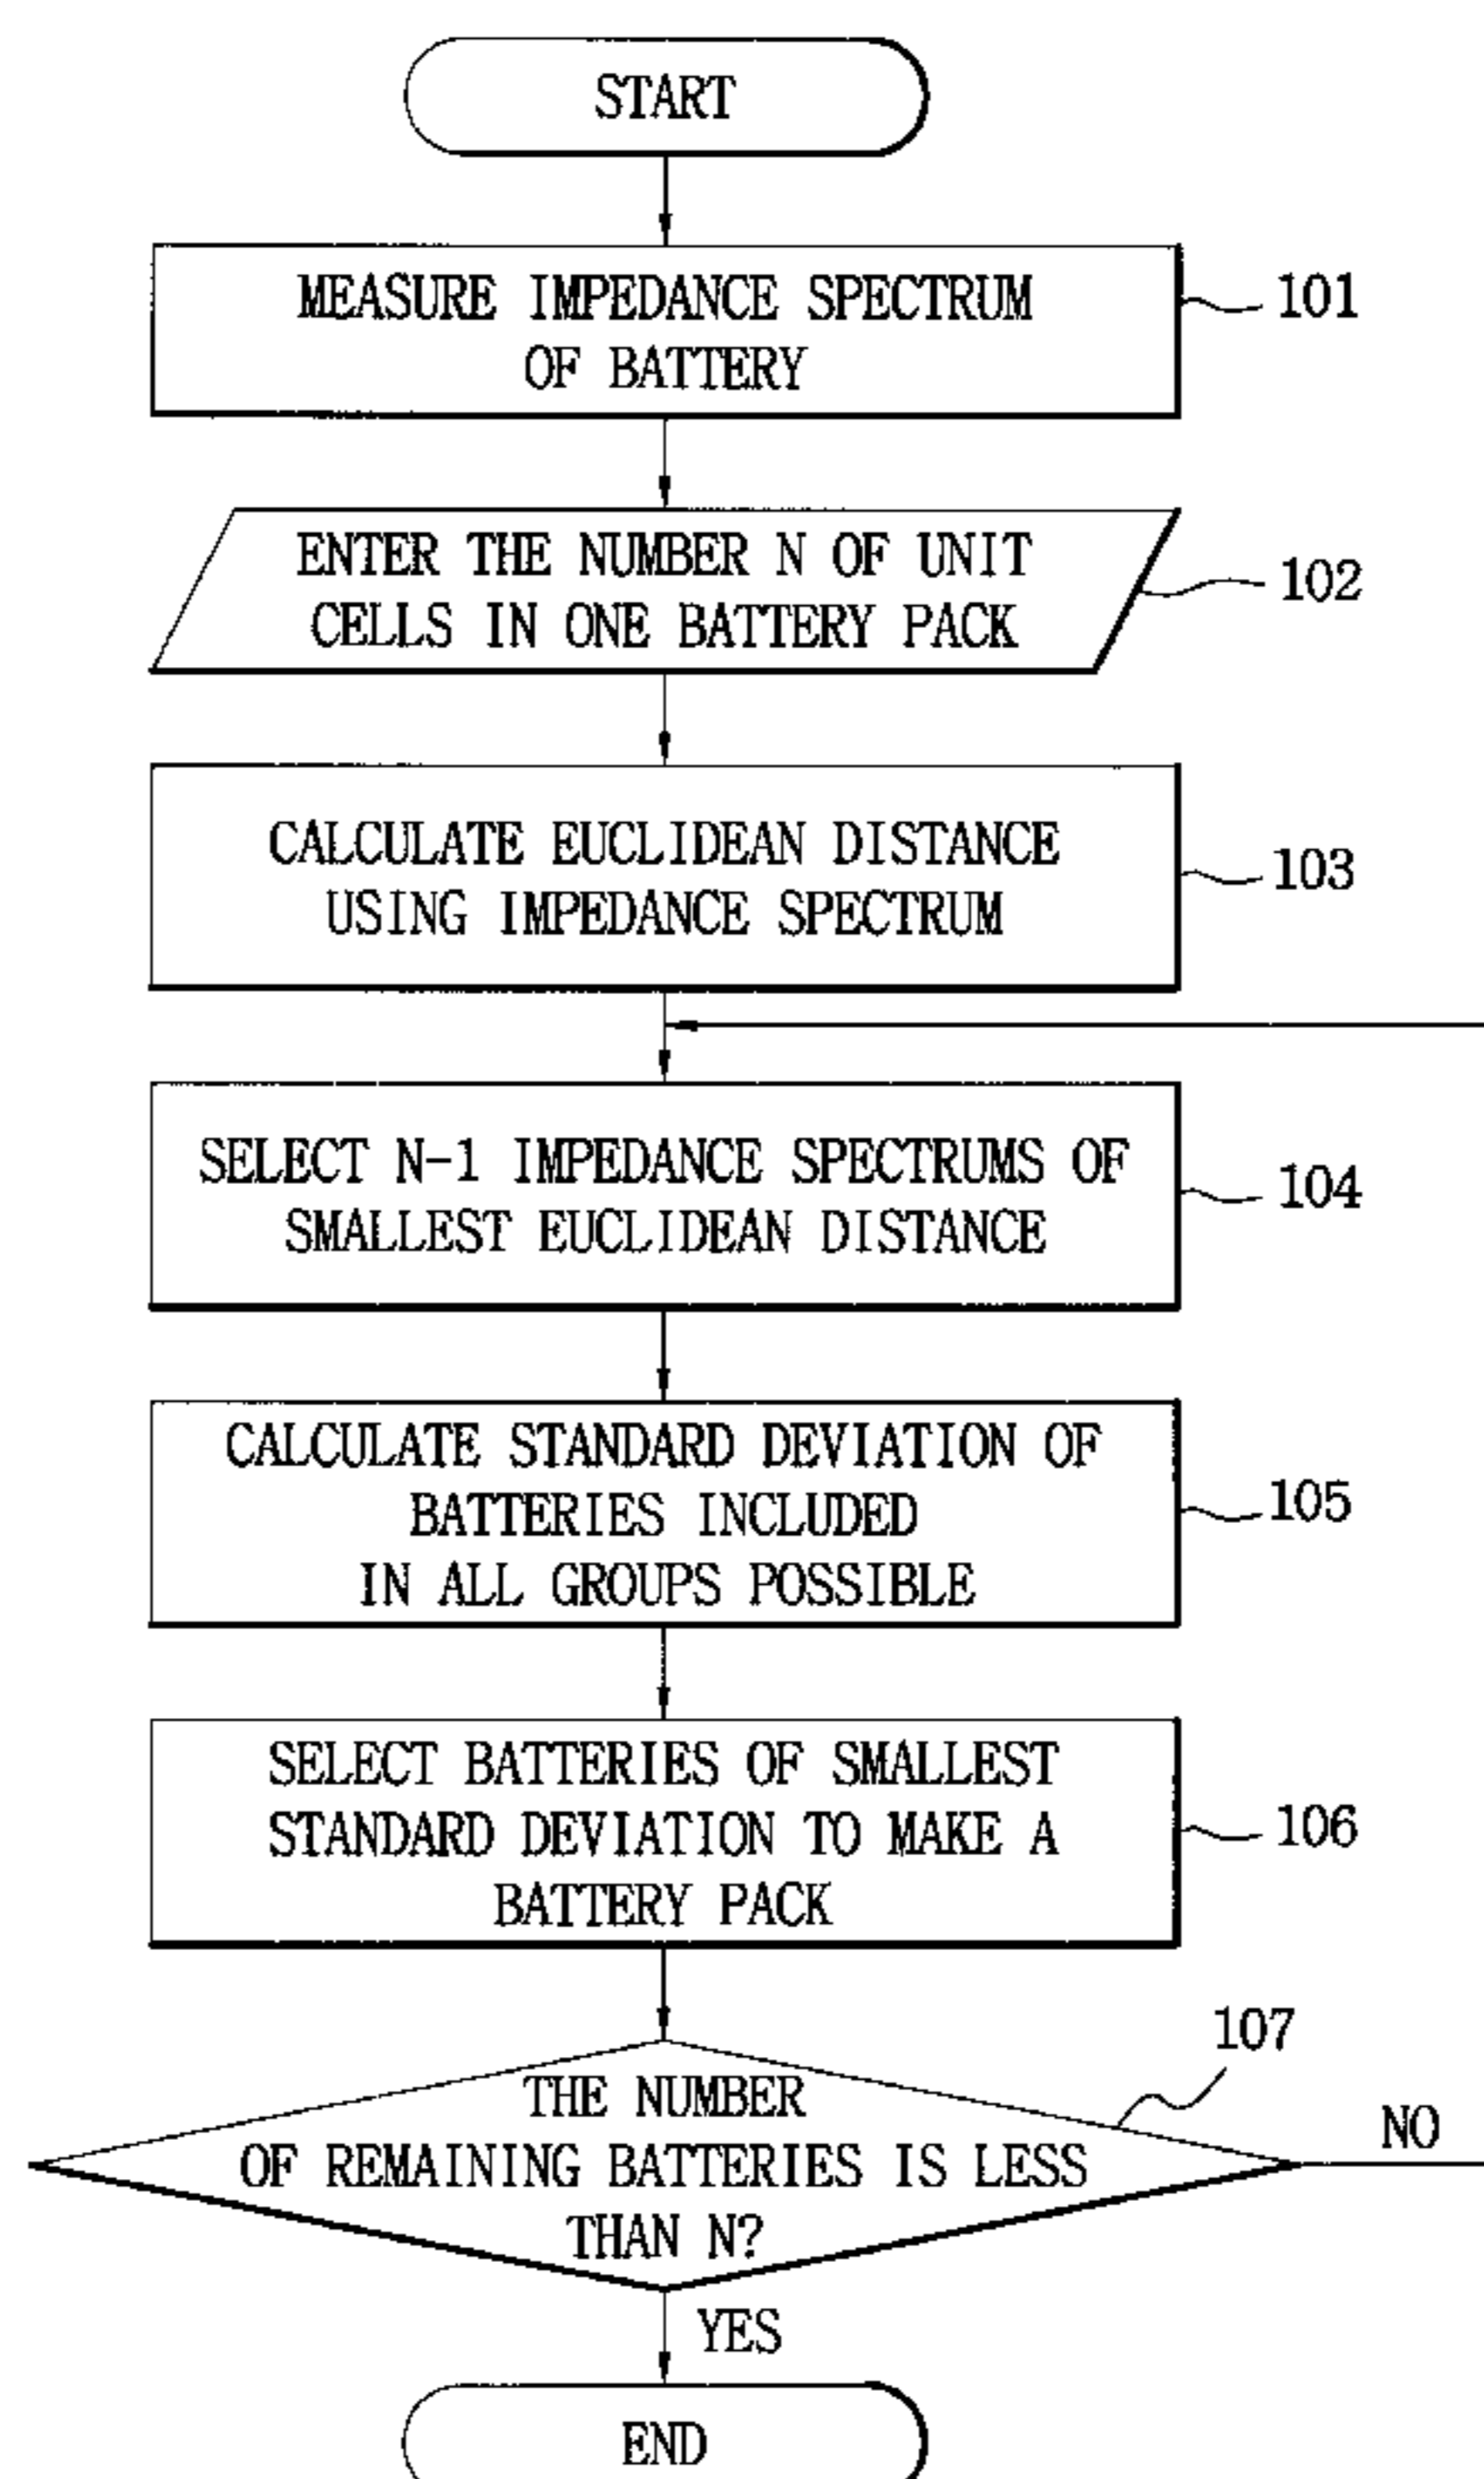 START
MEASURE IMPEDANCE SPECTRUM
OF BATTERY
101
ENTER THE NUMBER N OF UNIT
CELLS IN ONE BATTERY PACK
102
CALCULATE EUCLIDEAN DISTANCE
USING IMPEDANCE SPECTRUM
103
SELECT N-1 IMPEDANCE SPECTRUMS OF
SMALLEST EUCLIDEAN DISTANCE
104
CALCULATE STANDARD DEVIATION OF
BATTERIES INCLUDED
IN ALL GROUPS POSSIBLE
105
SELECT BATTERIES OF SMALLEST
STANDARD DEVIATION TO MAKE A
BATTERY PACK
106
107
THE NUMBER
OF REMAINING BATTERIES IS LESS
THAN N?
NO
YES
END